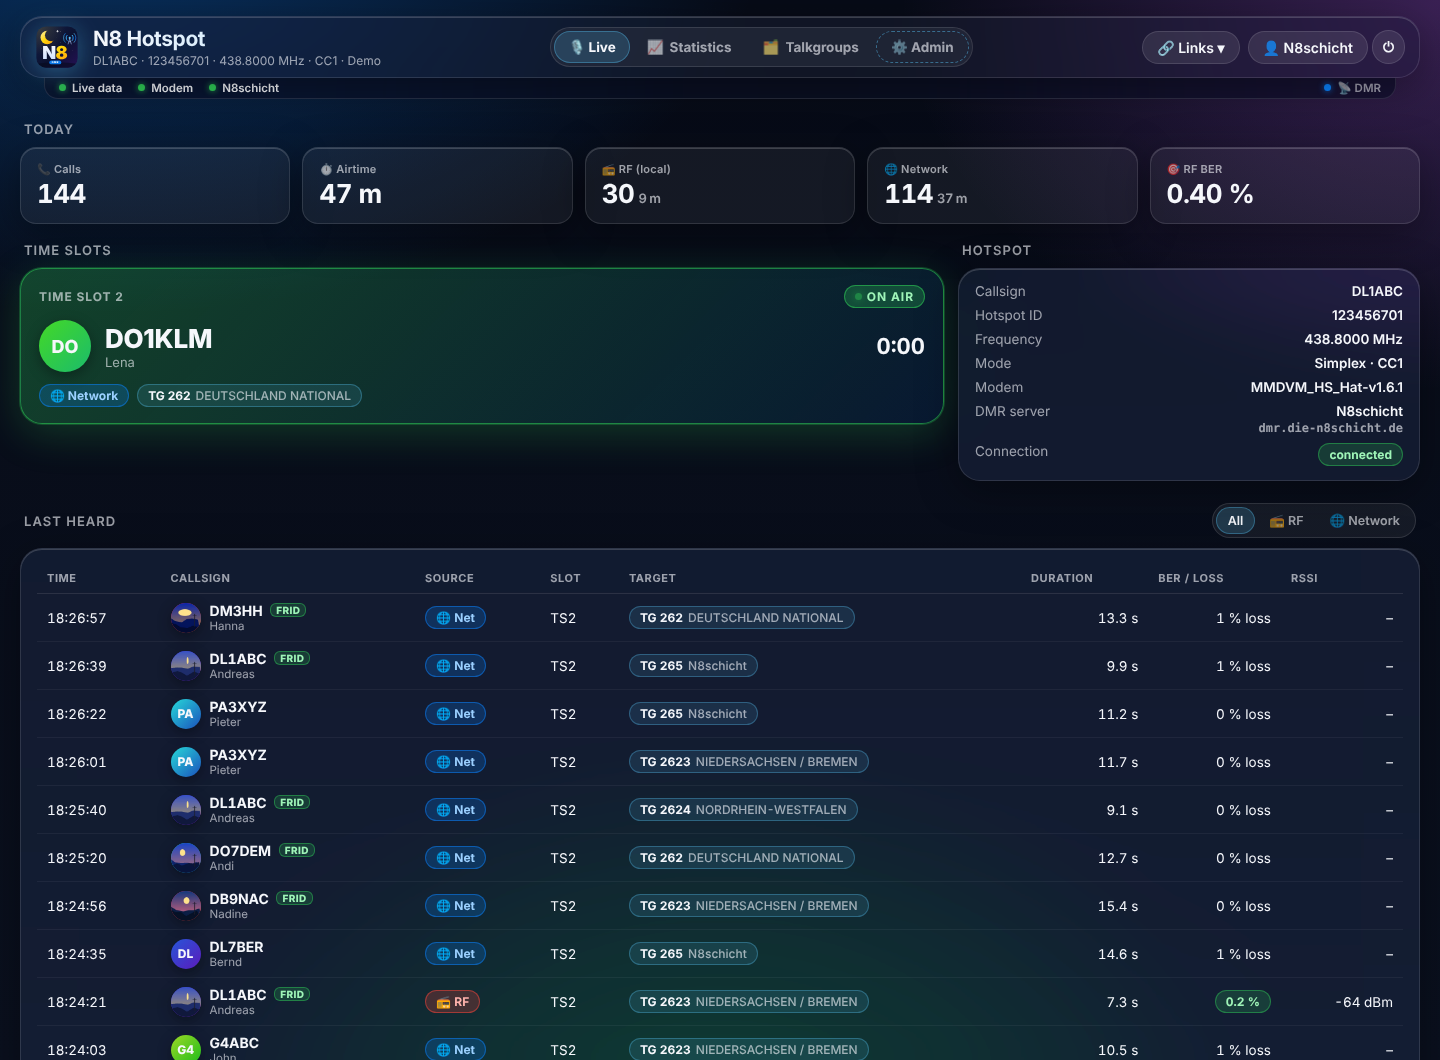 N8 Hotspot
DL1ABC · 123456701 · 438.8000 MHz · CC1 · Demo
N8
Live
Statistics
Talkgroups
Admin
Links ▾
N8schicht
Live data
Modem
N8schicht
DMR
TODAY
Calls
144
Airtime
47 m
RF (local)
30 9 m
Network
114 37 m
RF BER
0.40 %
TIME SLOTS
TIME SLOT 2
ON AIR
DO
DO1KLM
Lena
0:00
Network
TG 262 DEUTSCHLAND NATIONAL
HOTSPOT
Callsign DL1ABC
Hotspot ID 123456701
Frequency 438.8000 MHz
Mode Simplex · CC1
Modem MMDVM_HS_Hat-v1.6.1
DMR server N8schicht
dmr.die-n8schicht.de
Connection connected
LAST HEARD
All
RF
Network
TIME CALLSIGN SOURCE SLOT TARGET DURATION BER / LOSS RSSI
18:26:57 DM3HH FRID Net TS2 TG 262 DEUTSCHLAND NATIONAL 13.3 s 1 % loss –
Hanna
18:26:39 DL1ABC FRID Net TS2 TG 265 N8schicht 9.9 s 1 % loss –
Andreas
18:26:22 PA PA3XYZ Net TS2 TG 265 N8schicht 11.2 s 0 % loss –
Pieter
18:26:01 PA PA3XYZ Net TS2 TG 2623 NIEDERSACHSEN / BREMEN 11.7 s 0 % loss –
Pieter
18:25:40 DL1ABC FRID Net TS2 TG 2624 NORDRHEIN-WESTFALEN 9.1 s 0 % loss –
Andreas
18:25:20 DO7DEM FRID Net TS2 TG 262 DEUTSCHLAND NATIONAL 12.7 s 0 % loss –
Andi
18:24:56 DB9NAC FRID Net TS2 TG 2623 NIEDERSACHSEN / BREMEN 15.4 s 0 % loss –
Nadine
18:24:35 DL DL7BER Net TS2 TG 265 N8schicht 14.6 s 1 % loss –
Bernd
18:24:21 DL1ABC FRID RF TS2 TG 2623 NIEDERSACHSEN / BREMEN 7.3 s 0.2 % -64 dBm
Andreas
18:24:03 G4 G4ABC Net TS2 TG 2623 NIEDERSACHSEN / BREMEN 10.5 s 1 % loss –
John